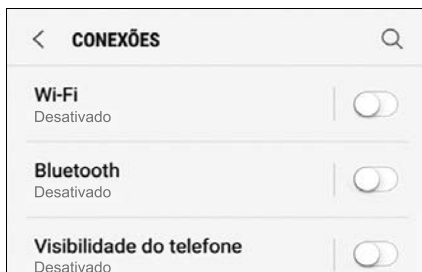 CONEXÕES
Wi-Fi
Desativado
Bluetooth
Desativado
Visibilidade do telefone
Desativado